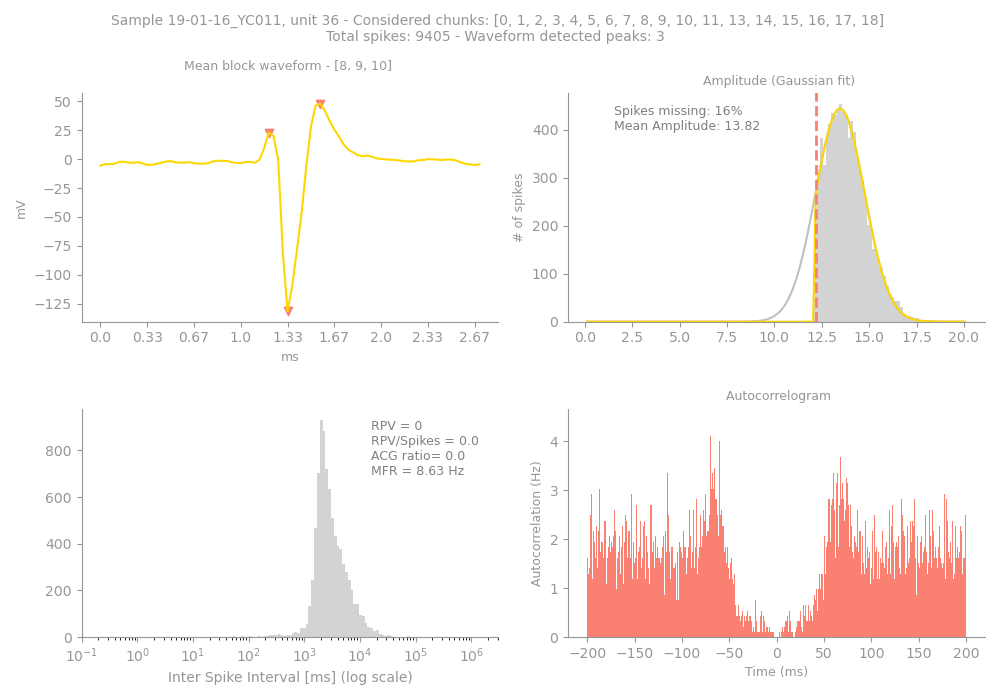 Sample 19-01-16_YC011, unit 36 - Considered chunks: [0, 1, 2, 3, 4, 5, 6, 7, 8, 9, 10, 11, 13, 14, 15, 16, 17, 18]
Total spikes: 9405 - Waveform detected peaks: 3
Mean block waveform - [8, 9, 10]
50
25
0
−25
−50
−75
−100
−125
mV
0.0 0.33 0.67 1.0 1.33 1.67 2.0 2.33 2.67
ms
Amplitude (Gaussian fit)
Spikes missing: 16%
Mean Amplitude: 13.82
400
300
200
100
0
# of spikes
0.0 2.5 5.0 7.5 10.0 12.5 15.0 17.5 20.0
RPV = 0
RPV/Spikes = 0.0
ACG ratio= 0.0
MFR = 8.63 Hz
800
600
400
200
0
10⁻¹ 10⁰ 10¹ 10² 10³ 10⁴ 10⁵ 10⁶
Inter Spike Interval [ms] (log scale)
Autocorrelogram
4
3
2
1
0
Autocorrelation (Hz)
−200 −150 −100 −50 0 50 100 150 200
Time (ms)